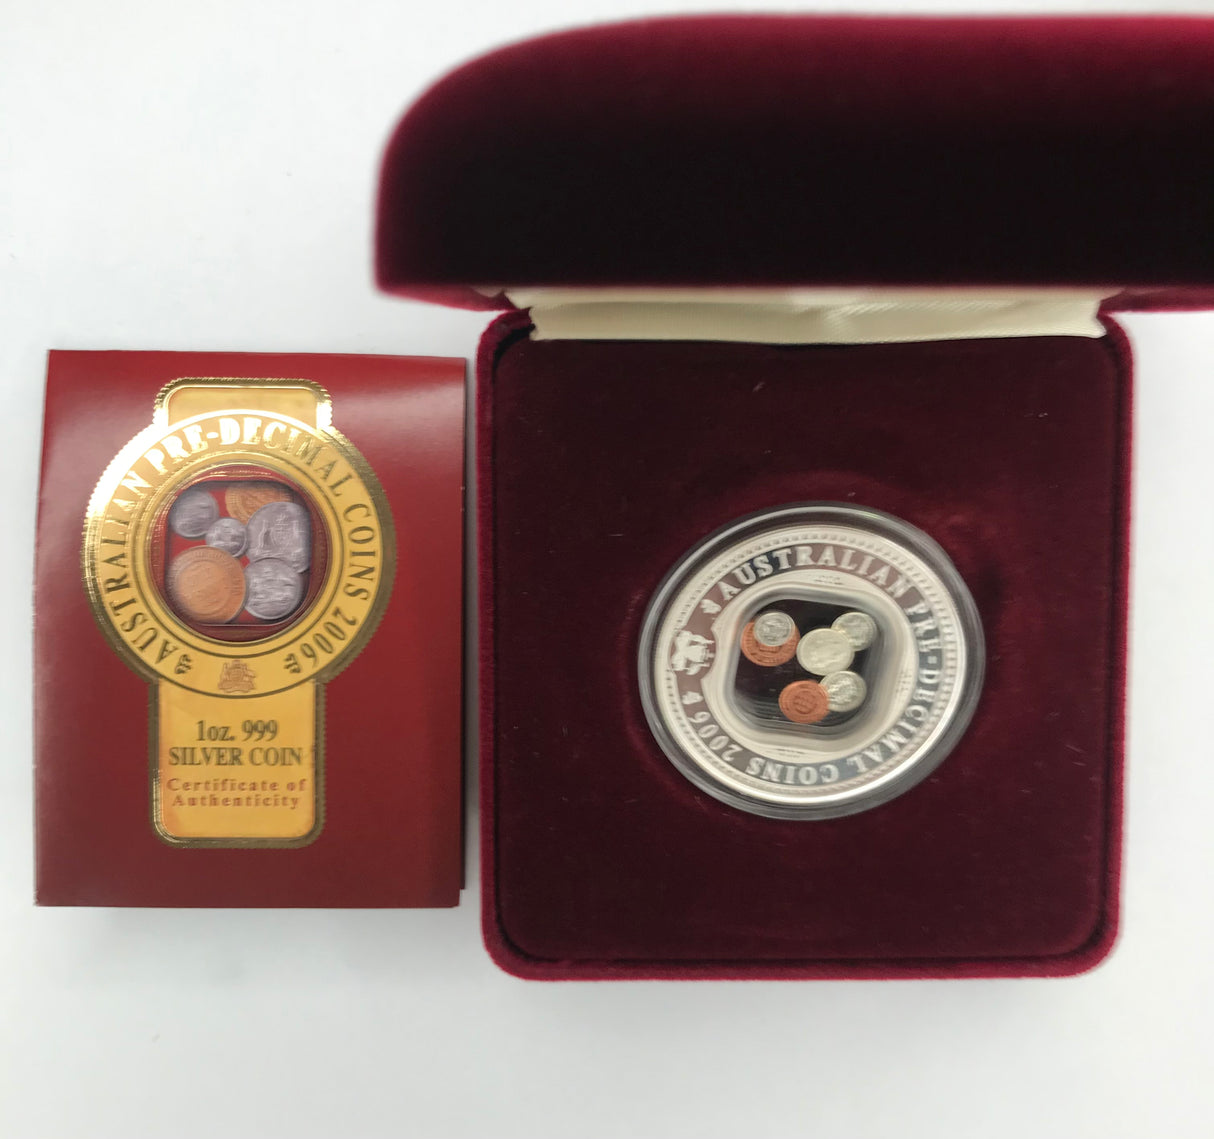 AUSTRALIAN PRE-DECIMAL COINS 2006
1oz. 999
SILVER COIN
Certificate of
Authenticity
AUSTRALIAN PRE-DECIMAL COINS 2006